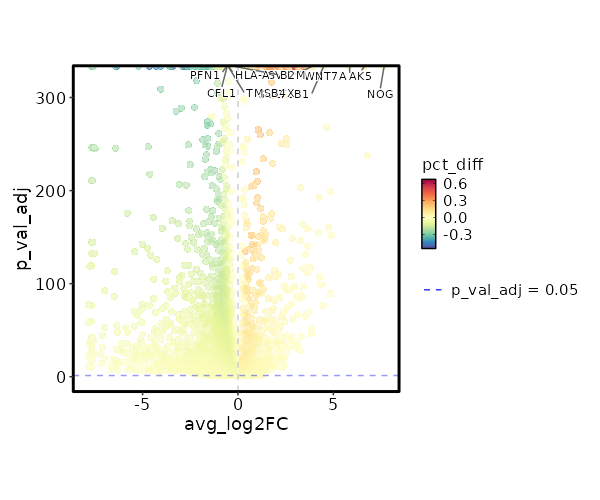 PFN1 HLA-A B2M WNT7A AK5
CFL1 TMSB4X NOG
300
200
100
0
-5 0 5
avg_log2FC
p_val_adj
pct_diff
0.6
0.3
0.0
-0.3
p_val_adj = 0.05